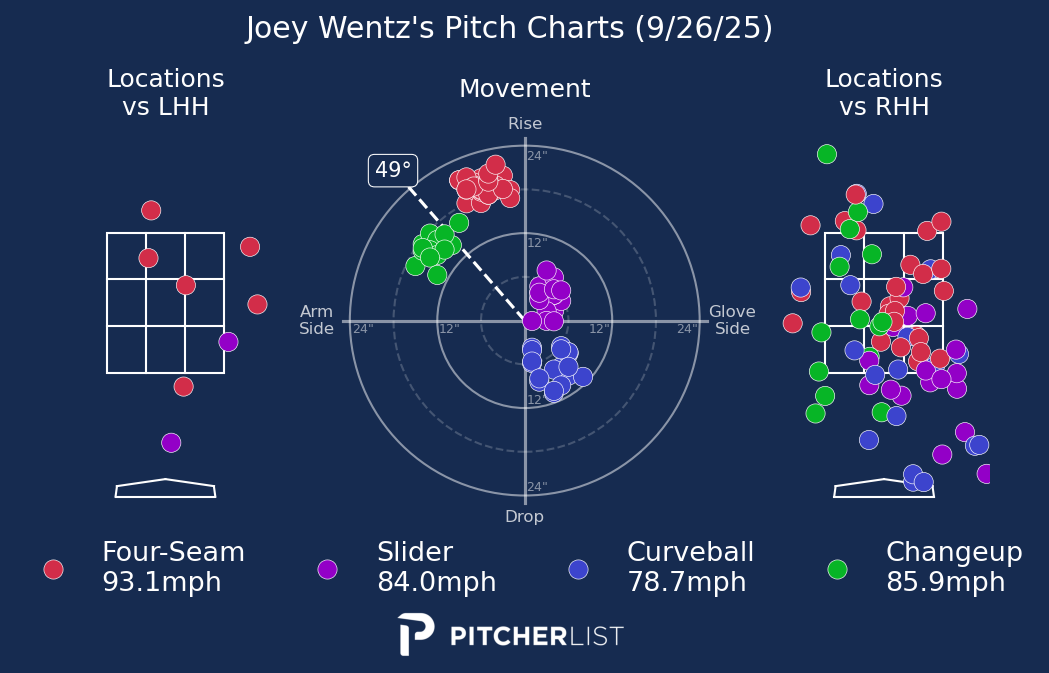 Joey Wentz's Pitch Charts (9/26/25)
Locations
vs LHH
Movement
Locations
vs RHH
Rise
24"
49°
12"
Arm
Side
24"
12"
12"
24"
Glove
Side
12"
24"
Drop
Four-Seam
93.1mph
Slider
84.0mph
Curveball
78.7mph
Changeup
85.9mph
PITCHERLIST